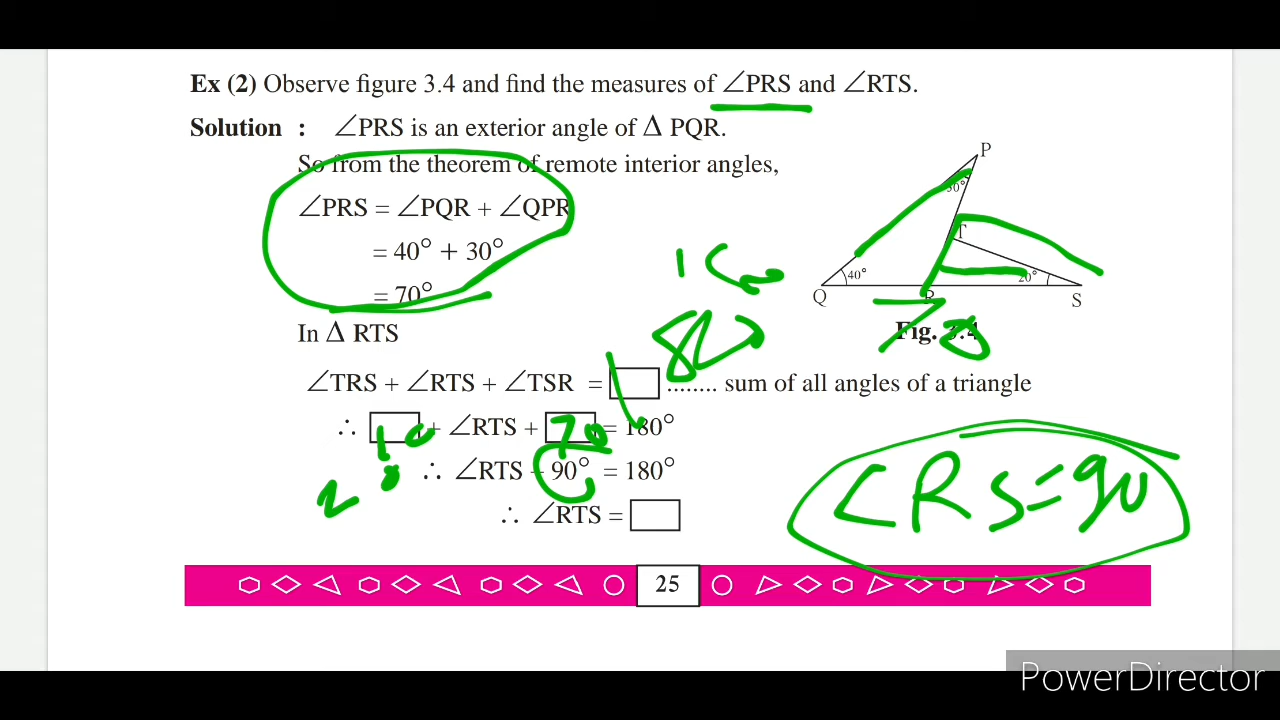 Ex (2) Observe figure 3.4 and find the measures of ∠PRS and ∠RTS.
Solution : ∠PRS is an exterior angle of Δ PQR.
So from the theorem of remote interior angles,
∠PRS = ∠PQR + ∠QPR
= 40° + 30°
= 70°
In Δ RTS
∠TRS + ∠RTS + ∠TSR = ........ sum of all angles of a triangle
∴ + ∠RTS + 70 = 180°
∴ ∠RTS + 90° = 180°
∴ ∠RTS =
P
30°
T
40°
20°
Q
R
S
Fig. 3.4
70
∠RS=90
25
PowerDirector